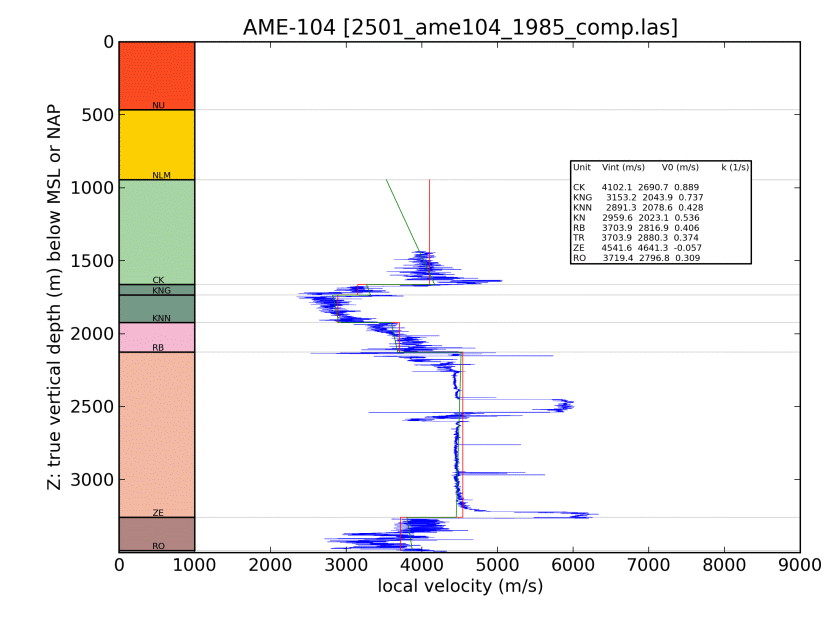 AME-104 [2501_ame104_1985_comp.las]
Z: true vertical depth (m) below MSL or NAP
0
500
1000
1500
2000
2500
3000
NU
NLM
CK
KNG
KNN
RB
ZE
RO
Unit Vint (m/s) V0 (m/s) k (1/s)
CK 4102.1 2690.7 0.889
KNG 3153.2 2043.9 0.737
KNN 2891.3 2078.6 0.428
KN 2959.6 2023.1 0.536
RB 3703.9 2816.9 0.406
TR 3703.9 2880.3 0.374
ZE 4541.6 4641.3 -0.057
RO 3719.4 2796.8 0.309
0 1000 2000 3000 4000 5000 6000 7000 8000 9000
local velocity (m/s)